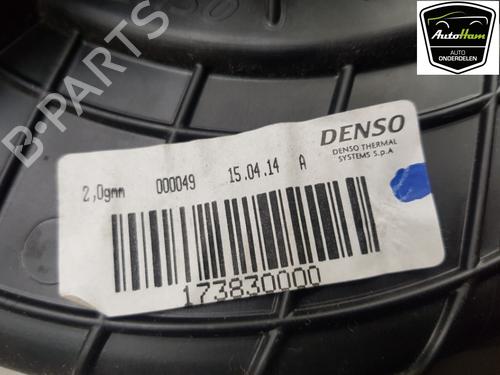 AutoHam
AUTO
ONDERDELEN
B-PARTS
DENSO
DENSO THERMAL
SYSTEMS S.p.A
2,0gmm 000049 15.04.14 A
173830000